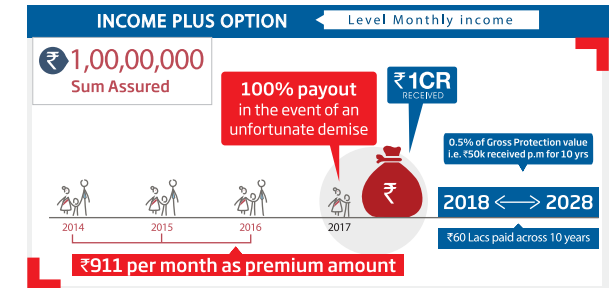 INCOME PLUS OPTION
Level Monthly income
₹1,00,00,000
Sum Assured
100% payout
in the event of an
unfortunate demise
₹1CR
RECEIVED
₹
0.5% of Gross Protection value
i.e. ₹50k received p.m for 10 yrs
2018 <--> 2028
₹60 Lacs paid across 10 years
2014 2015 2016 2017
₹911 per month as premium amount